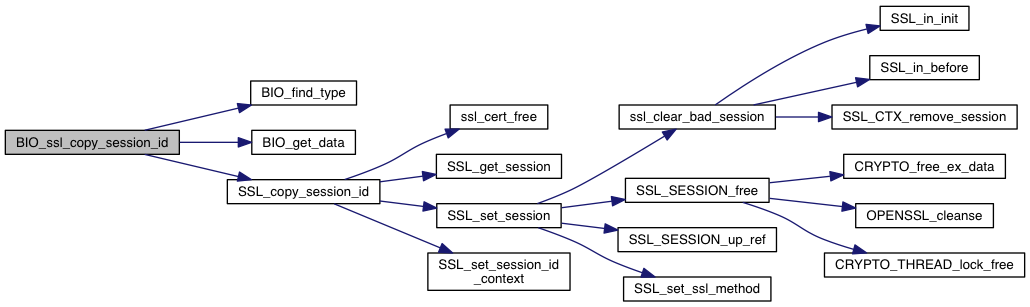 BIO_ssl_copy_session_id
BIO_find_type
BIO_get_data
SSL_copy_session_id
ssl_cert_free
SSL_get_session
SSL_set_session
SSL_set_session_id
_context
ssl_clear_bad_session
SSL_SESSION_free
SSL_SESSION_up_ref
SSL_set_ssl_method
SSL_in_init
SSL_in_before
SSL_CTX_remove_session
CRYPTO_free_ex_data
OPENSSL_cleanse
CRYPTO_THREAD_lock_free